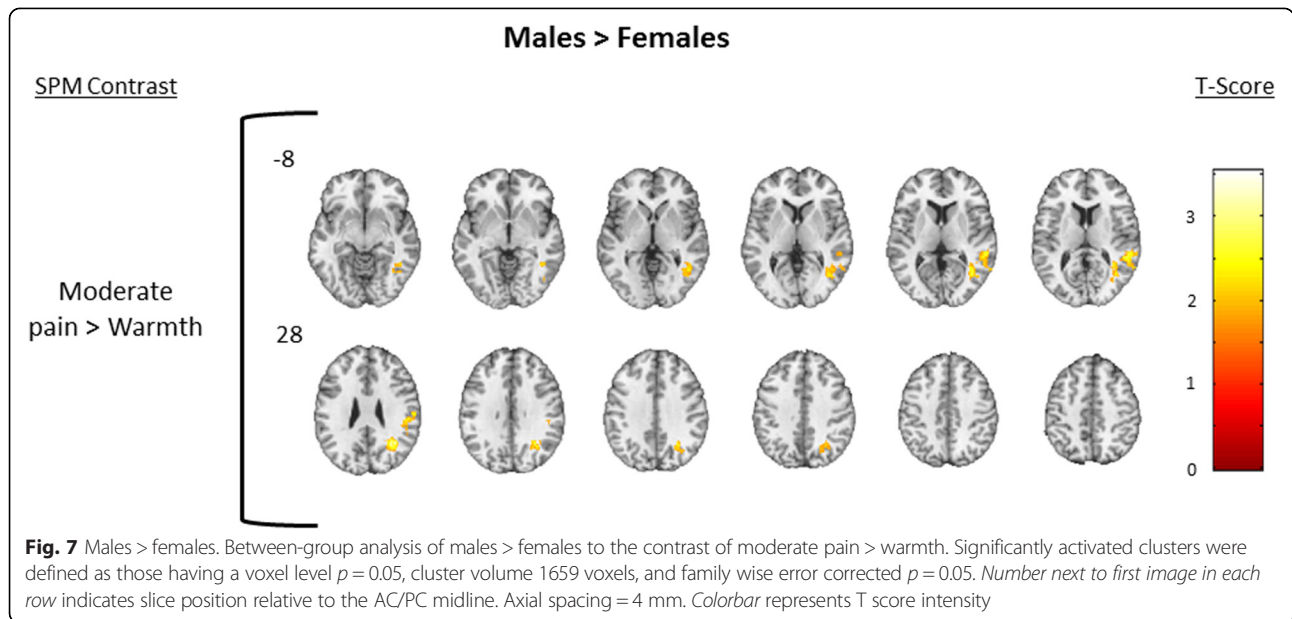 Males > Females
SPM Contrast
T-Score
-8
3
Moderate
pain > Warmth
2
28
1
0
Fig. 7 Males > females. Between-group analysis of males > females to the contrast of moderate pain > warmth. Significantly activated clusters were
defined as those having a voxel level p = 0.05, cluster volume 1659 voxels, and family wise error corrected p = 0.05. Number next to first image in each
row indicates slice position relative to the AC/PC midline. Axial spacing = 4 mm. Colorbar represents T score intensity